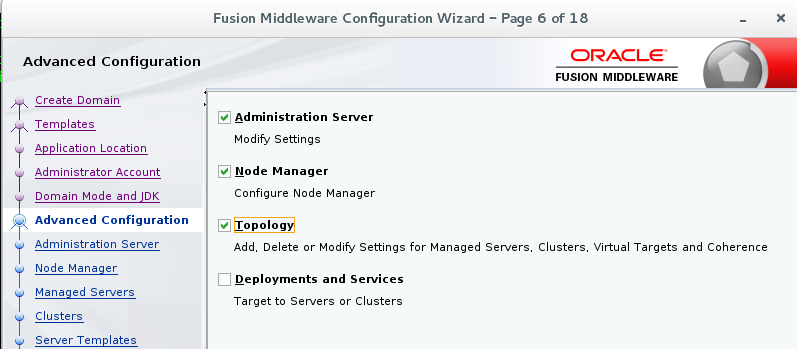 Fusion Middleware Configuration Wizard – Page 6 of 18
Advanced Configuration
ORACLE
FUSION MIDDLEWARE
Create Domain
Templates
Application Location
Administrator Account
Domain Mode and JDK
Advanced Configuration
Administration Server
Node Manager
Managed Servers
Clusters
Server Templates
Administration Server
Modify Settings
Node Manager
Configure Node Manager
Topology
Add, Delete or Modify Settings for Managed Servers, Clusters, Virtual Targets and Coherence
Deployments and Services
Target to Servers or Clusters